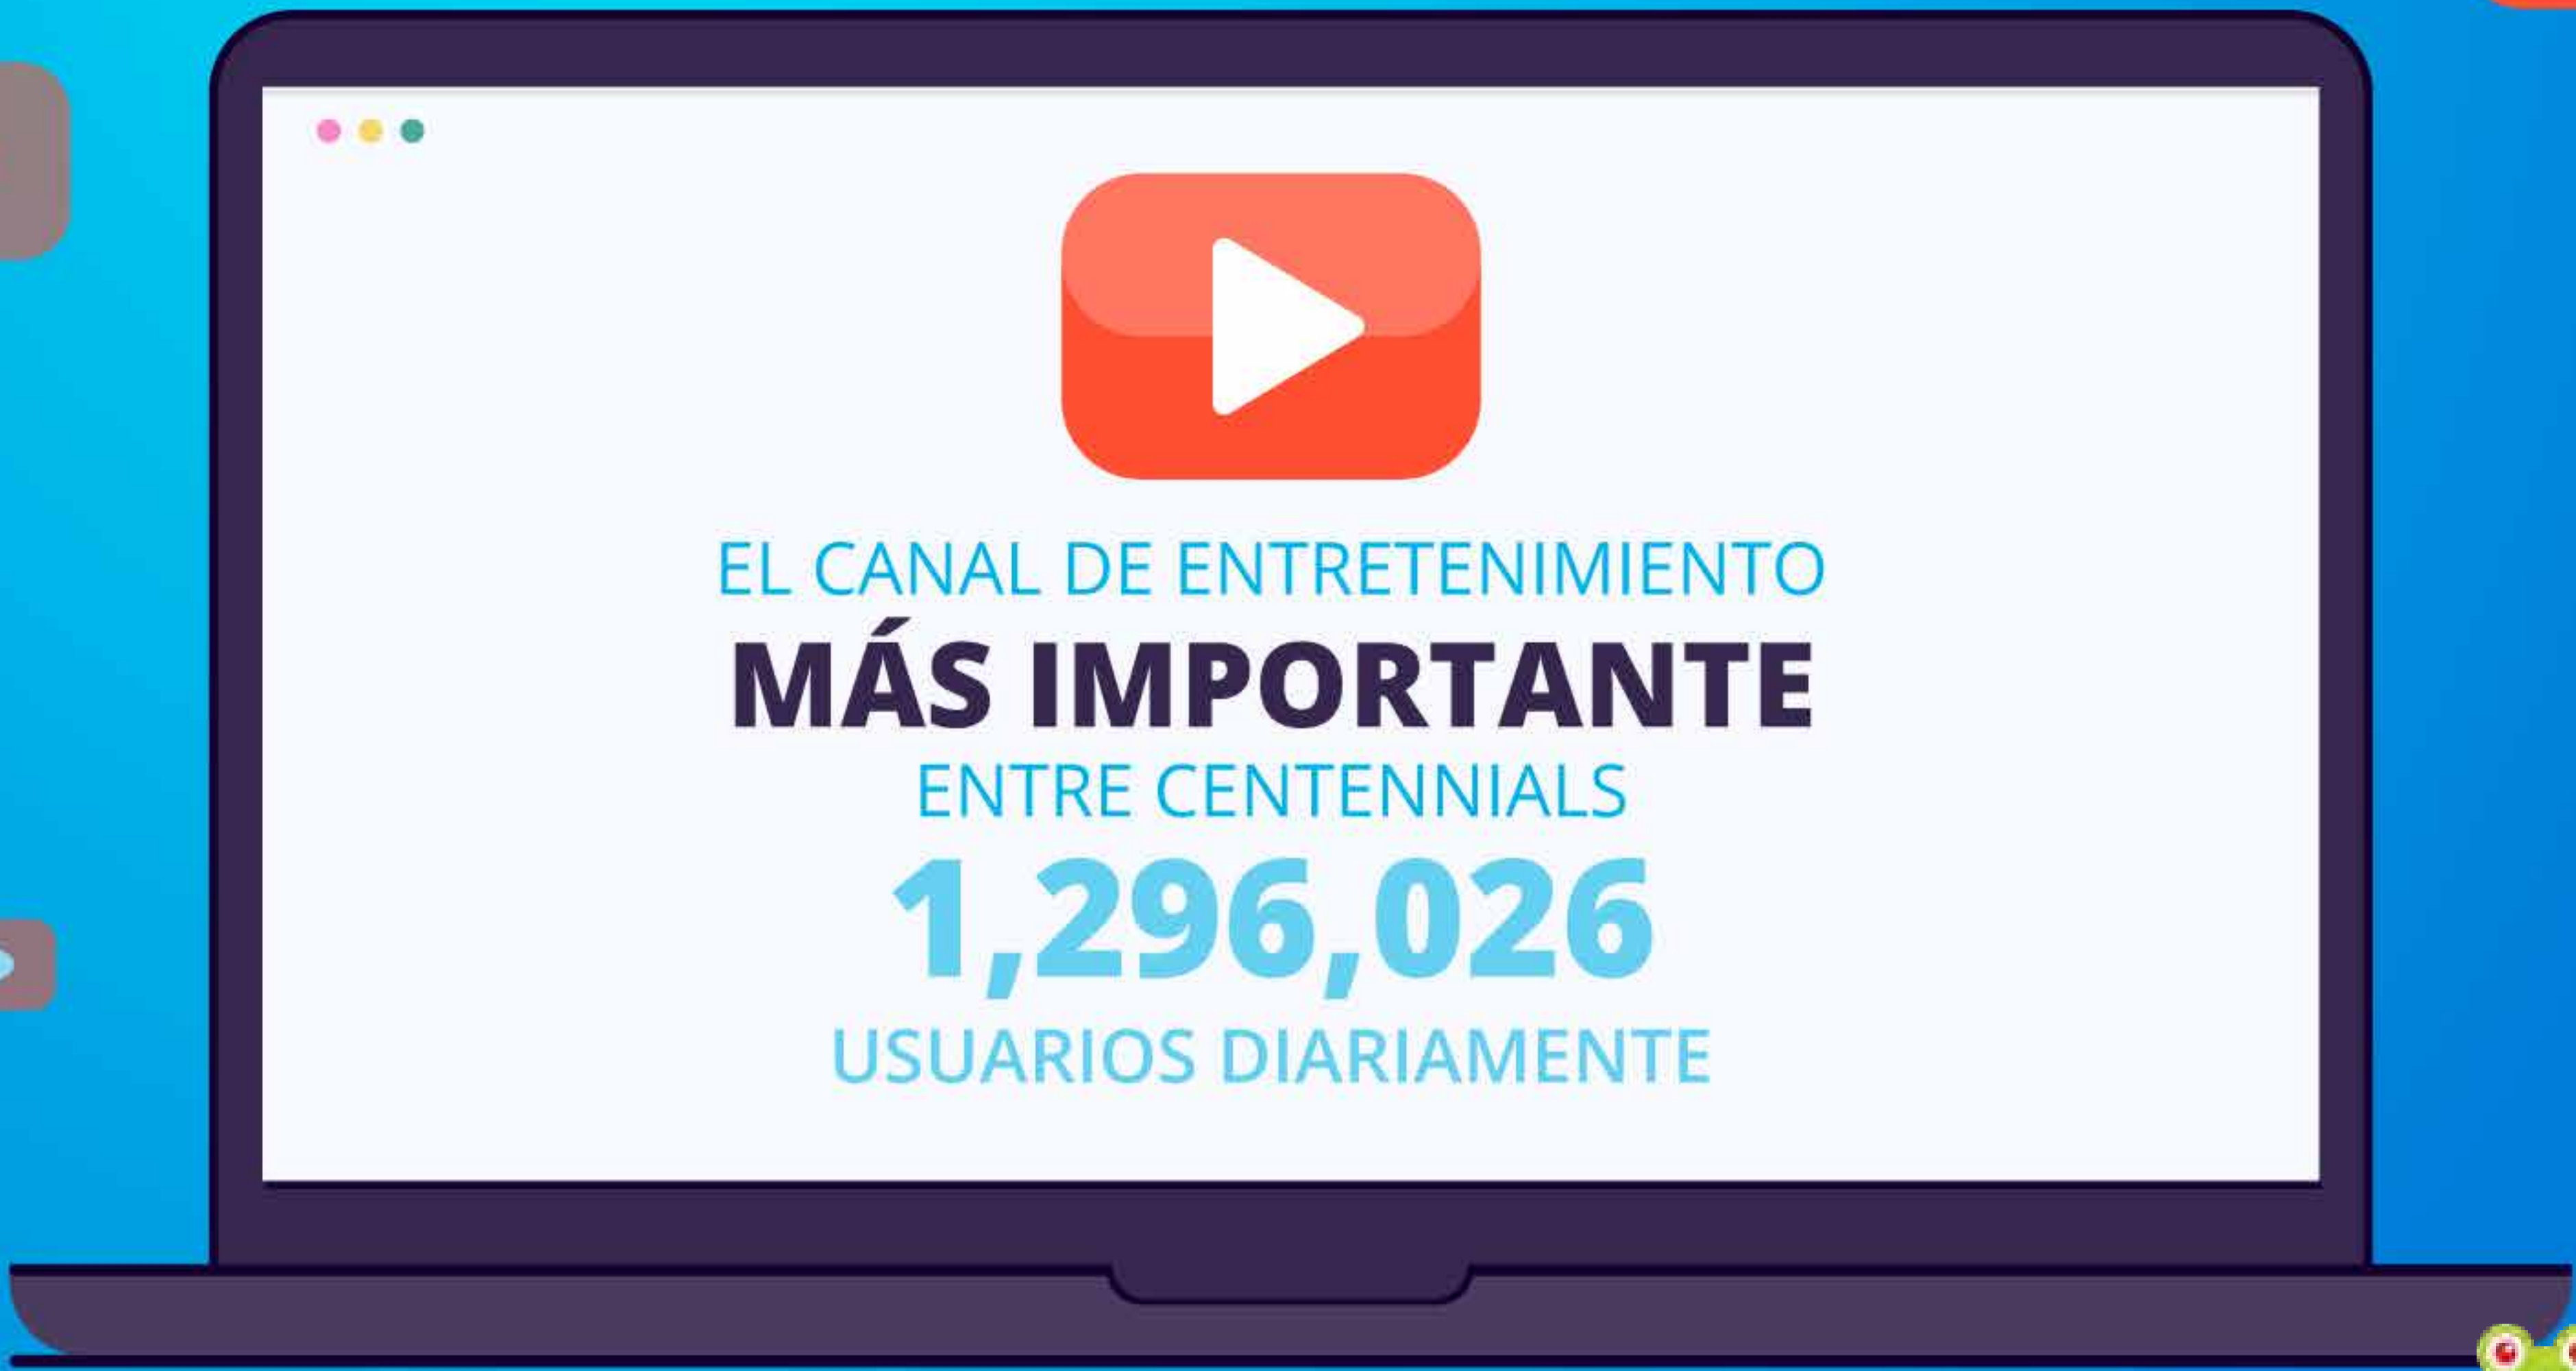 EL CANAL DE ENTRETENIMIENTO
MÁS IMPORTANTE
ENTRE CENTENNIALS
1,296,026
USUARIOS DIARIAMENTE